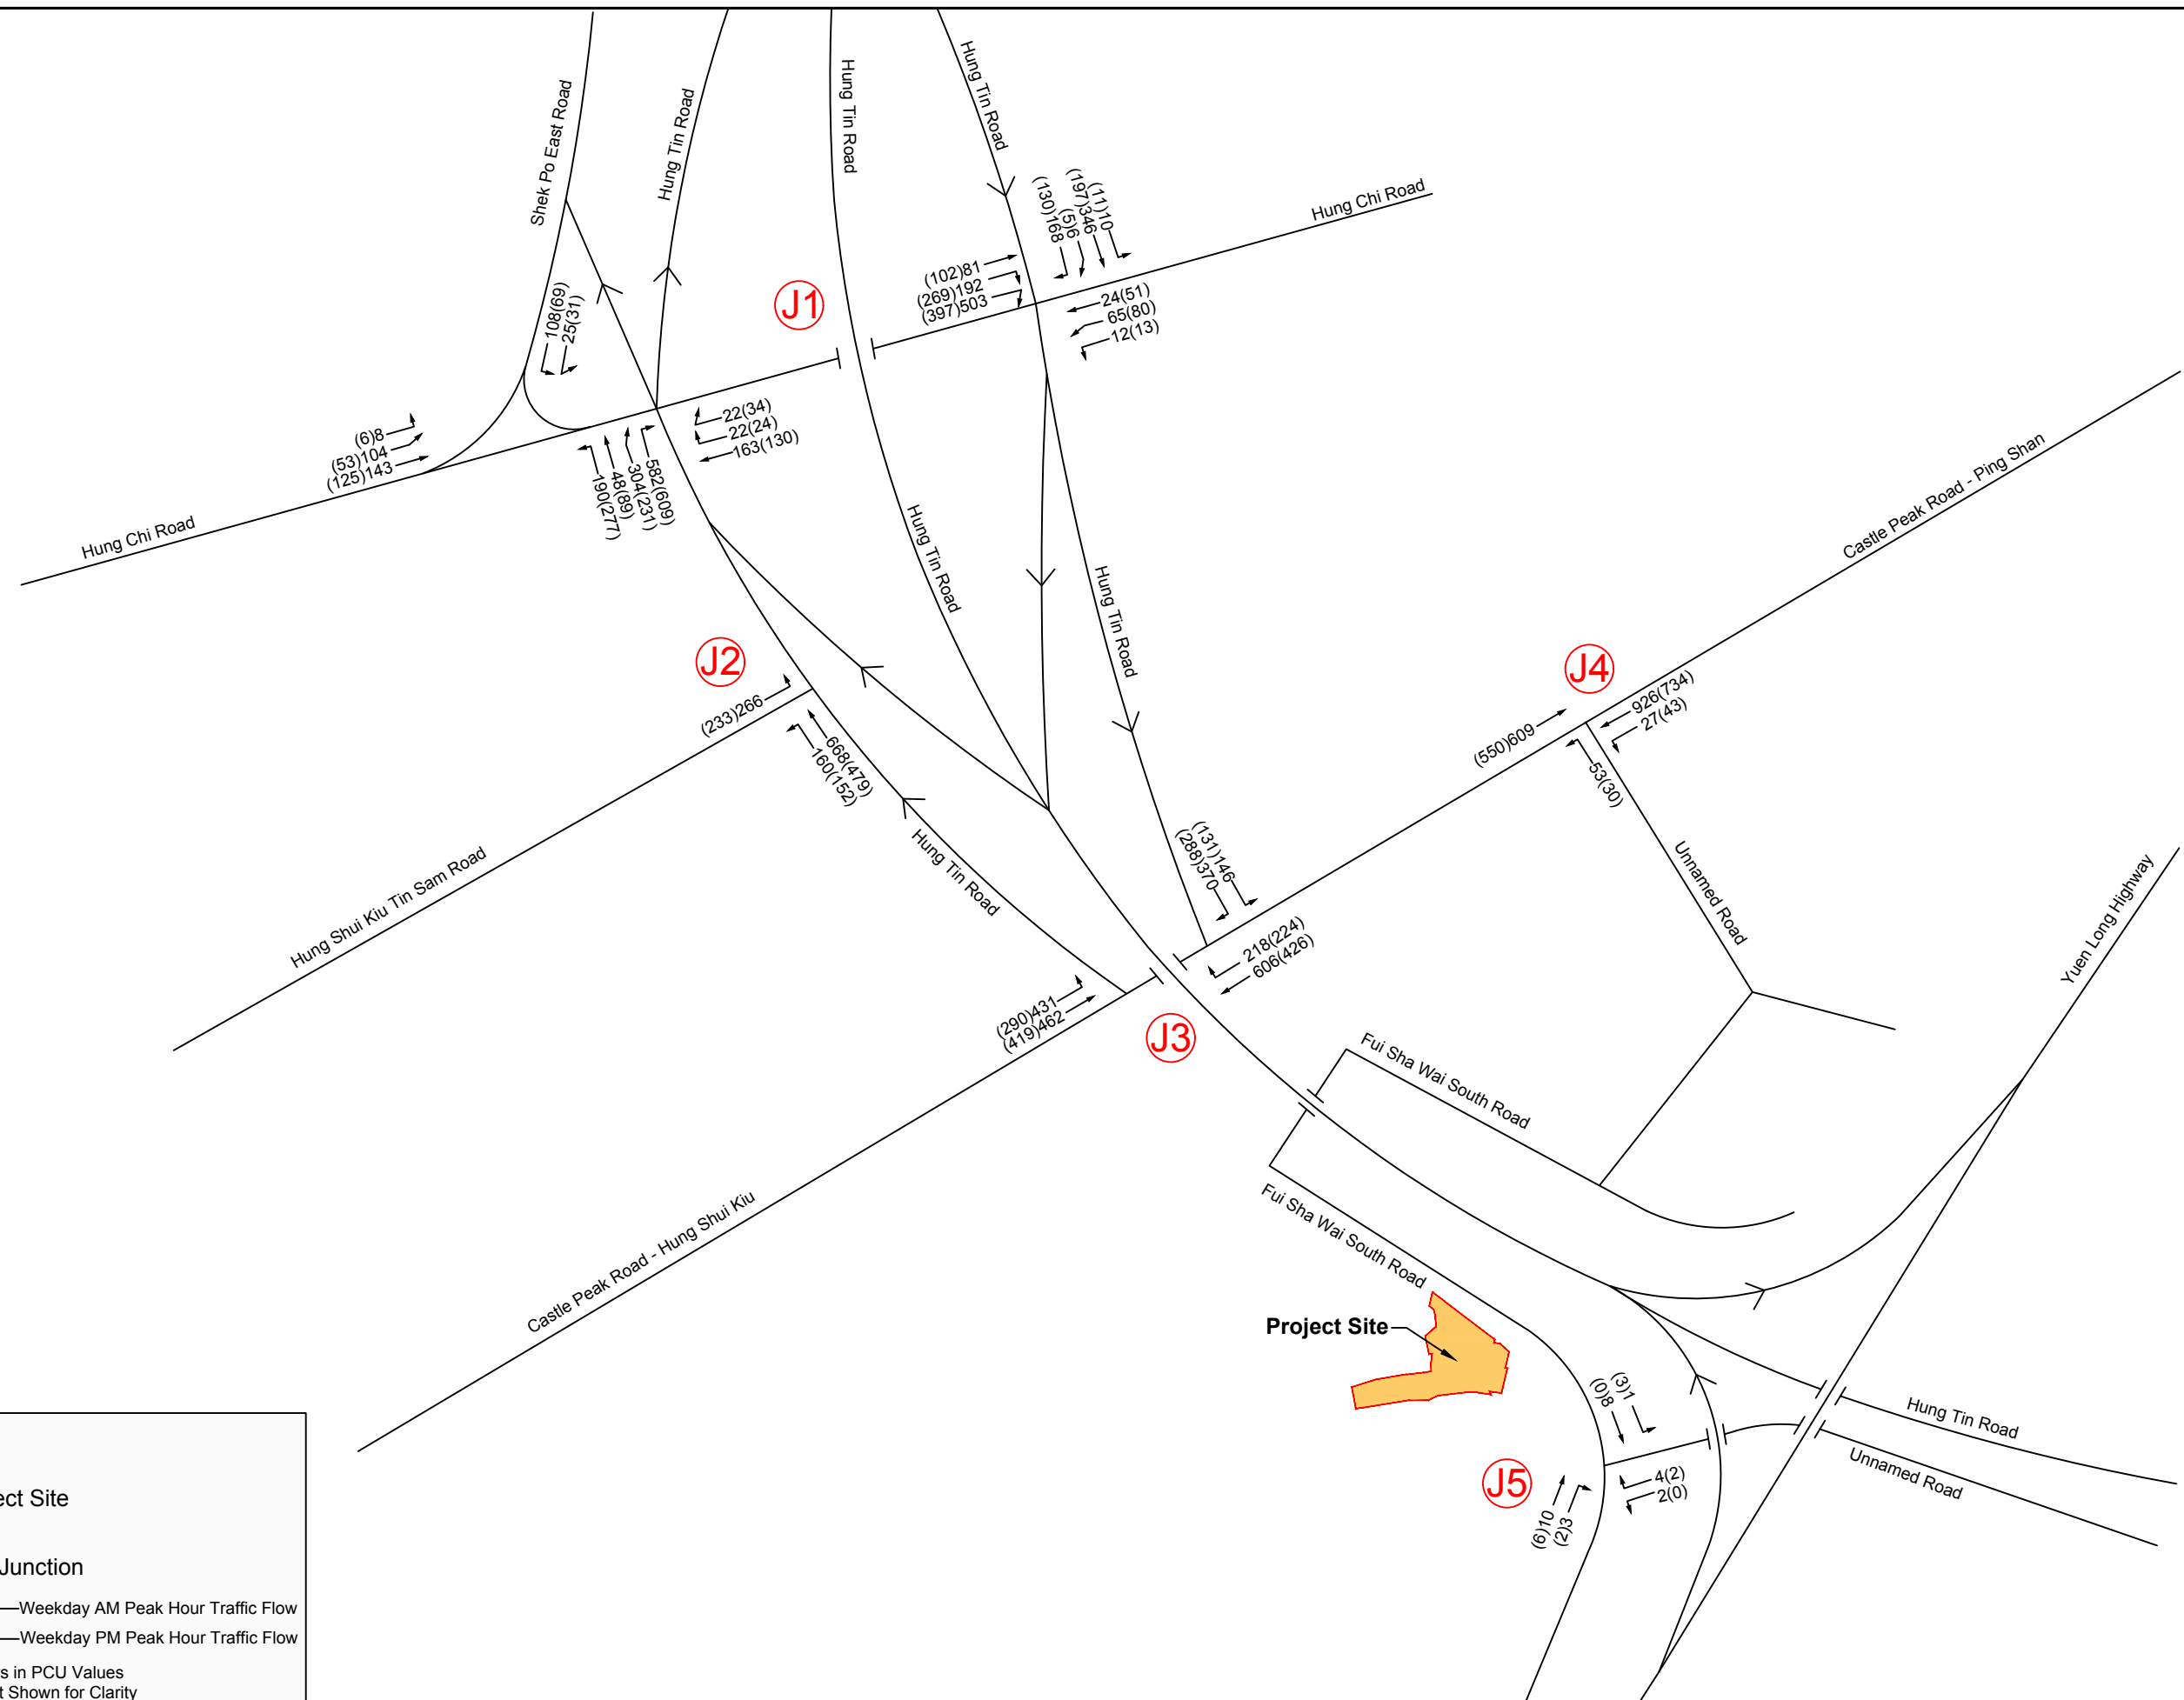 Shek Po East Road
Hung Tin Road
Hung Tin Road
Hung Tin Road
(130)168
(5)6
(197)346
(11)10
Hung Chi Road
(102)81
(269)192
(397)503
24(51)
65(80)
12(13)
J1
108(69)
25(31)
(6)8
(53)104
(125)143
22(34)
22(24)
163(130)
190(277)
48(89)
304(231)
582(609)
Hung Chi Road
Hung Tin Road
Hung Tin Road
Castle Peak Road - Ping Shan
J2
(233)266
668(479)
160(152)
J4
(550)609
926(734)
27(43)
53(30)
Hung Shui Kiu Tin Sam Road
Hung Tin Road
(131)146
(288)370
218(224)
606(426)
(290)431
(419)462
J3
Unnamed Road
Yuen Long Highway
Fui Sha Wai South Road
Fui Sha Wai South Road
Castle Peak Road - Hung Shui Kiu
Project Site
(0)8
(3)1
J5
4(2)
2(0)
(6)10
(2)3
Hung Tin Road
Unnamed Road
ect Site
Junction
Weekday AM Peak Hour Traffic Flow
Weekday PM Peak Hour Traffic Flow
s in PCU Values
t Shown for Clarity